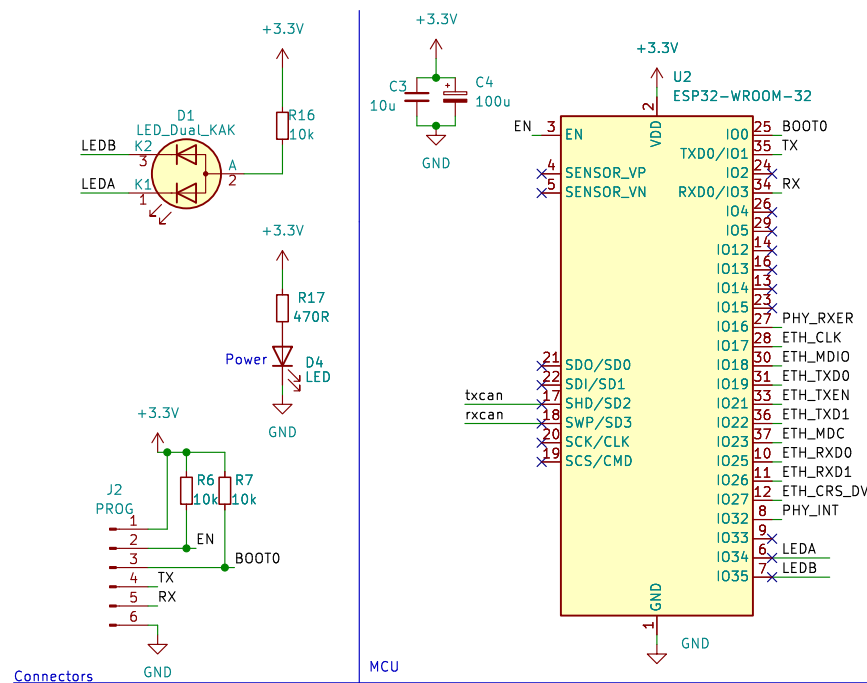 +3.3V
R16
10k
D1
LED_Dual_KAK
LEDB
K2
3
A
2
LEDA
K1
1
+3.3V
R17
470R
Power
D4
LED
GND
+3.3V
R6
10k
R7
10k
J2
PROG
1
2
EN
3
BOOT0
4
TX
5
RX
6
GND
Connectors
+3.3V
C3
10u
+
C4
100u
GND
+3.3V
U2
ESP32-WROOM-32
2
VDD
EN
3
EN
4
SENSOR_VP
5
SENSOR_VN
21
SDO/SD0
22
SDI/SD1
txcan
17
SHD/SD2
rxcan
18
SWP/SD3
20
SCK/CLK
19
SCS/CMD
IO0
25
BOOT0
TXD0/IO1
35
TX
IO2
24
RXD0/IO3
34
RX
IO4
26
IO5
29
IO12
14
IO13
16
IO14
13
IO15
23
IO16
27
PHY_RXER
IO17
28
ETH_CLK
IO18
30
ETH_MDIO
IO19
31
ETH_TXD0
IO21
33
ETH_TXEN
IO22
36
ETH_TXD1
IO23
37
ETH_MDC
IO25
10
ETH_RXD0
IO26
11
ETH_RXD1
IO27
12
ETH_CRS_DV
IO32
8
PHY_INT
IO33
9
IO34
6
LEDA
IO35
7
LEDB
GND
1
GND
MCU